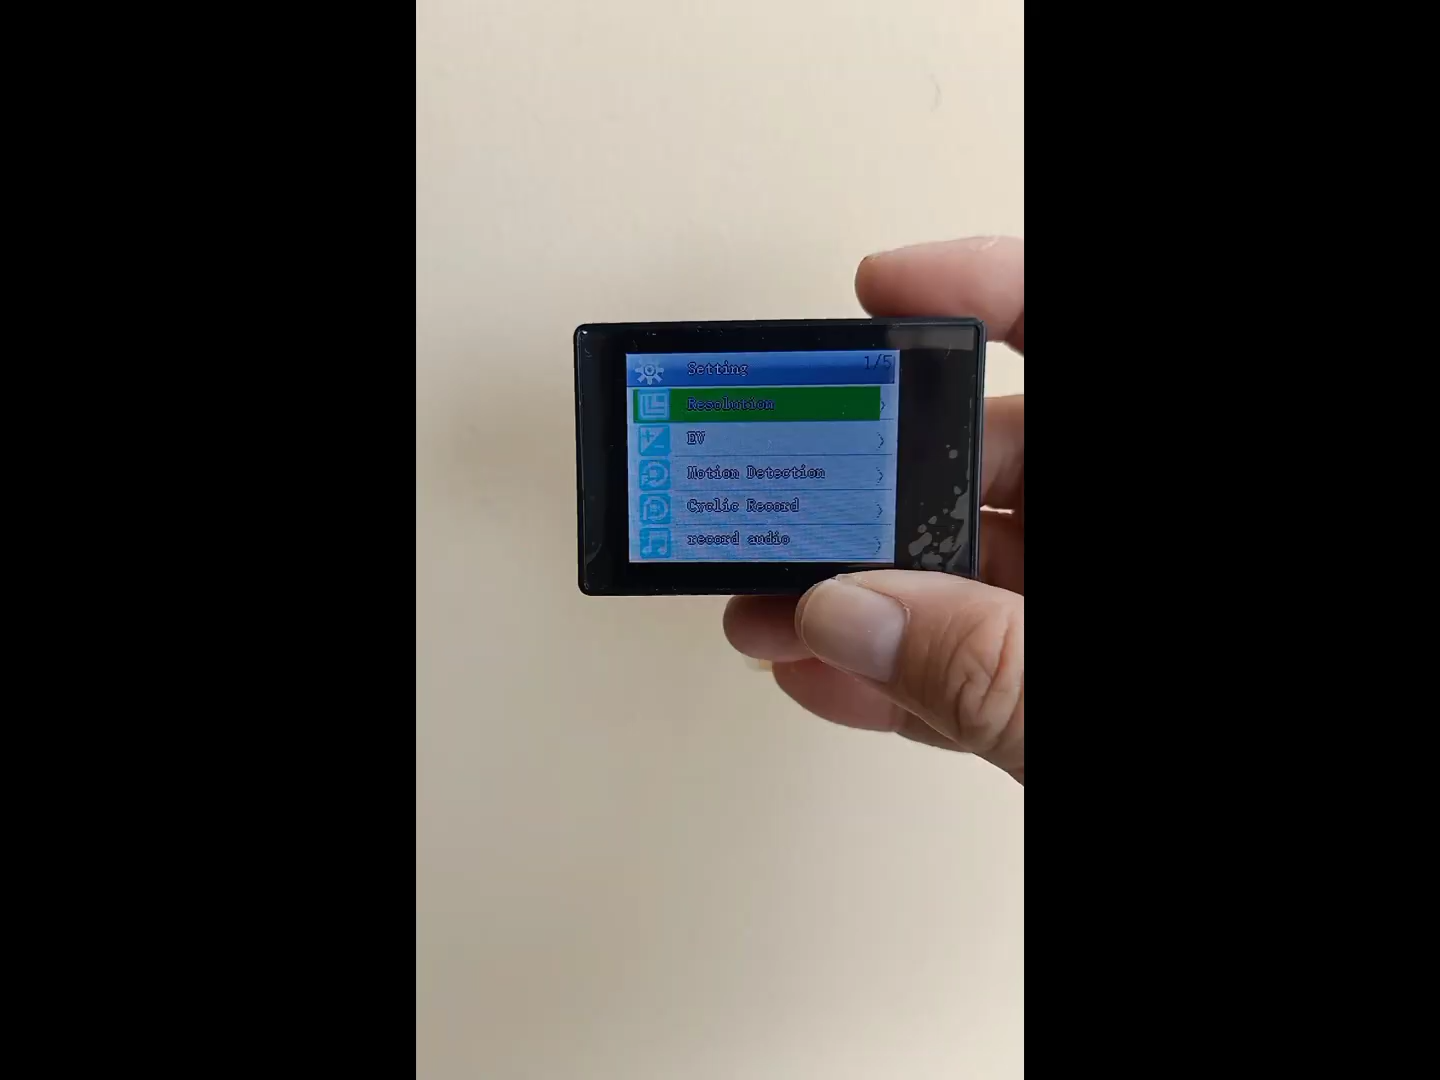 Setting 1/5
Resolution
EV
Motion Detection
Cyclic Record
record audio